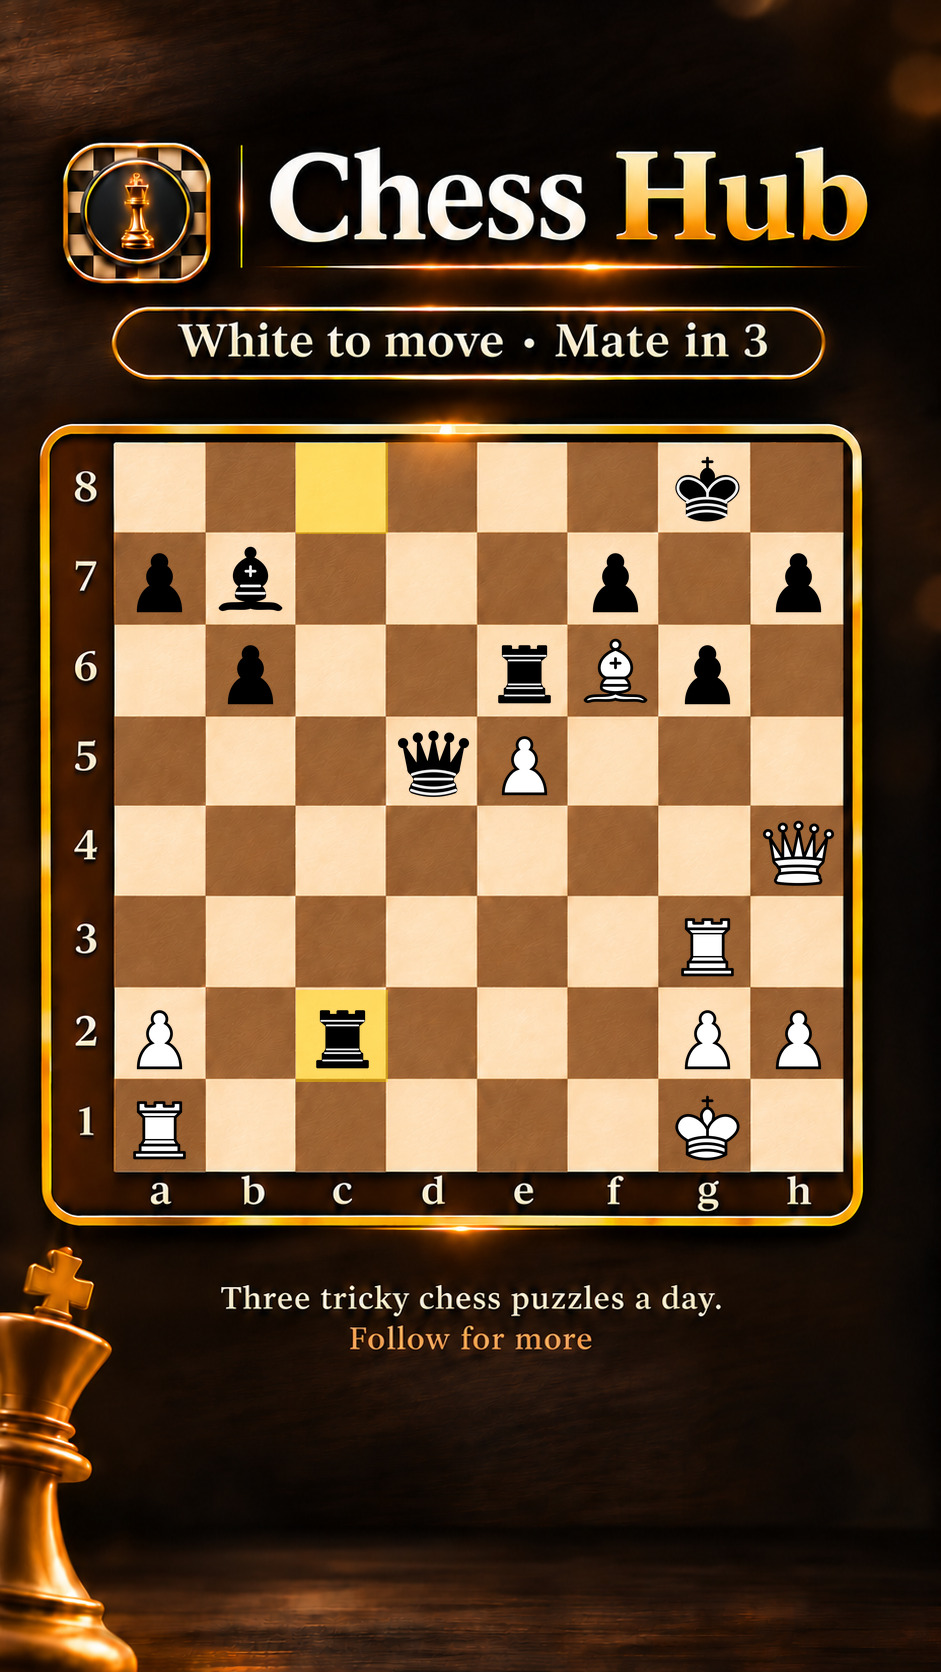 Chess Hub
White to move • Mate in 3
8
7
6
5
4
3
2
1
a b c d e f g h
Three tricky chess puzzles a day.
Follow for more